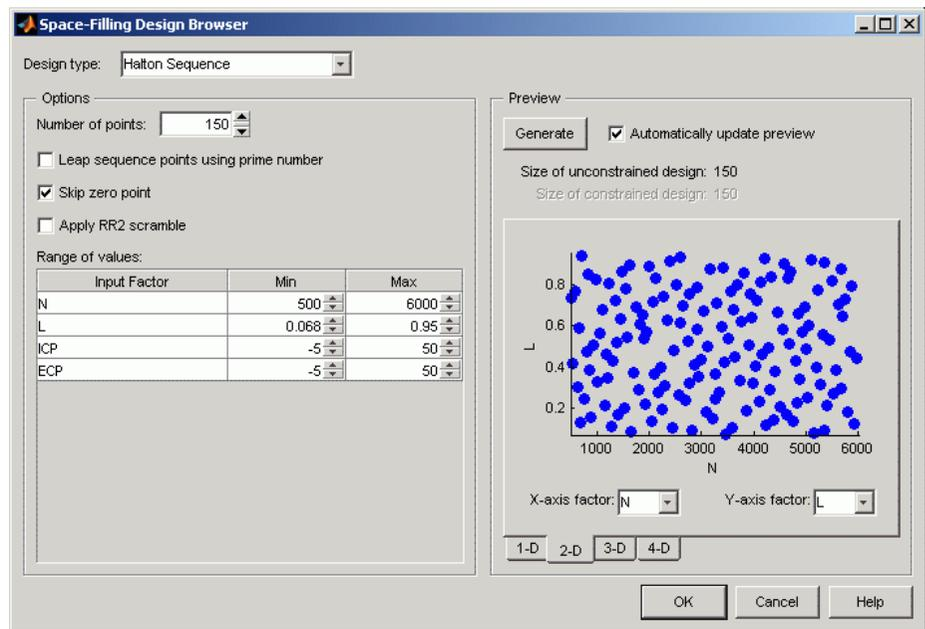 Space-Filling Design Browser
Design type: Halton Sequence
Options
Number of points: 150
Leap sequence points using prime number
Skip zero point
Apply RR2 scramble
Range of values:
Input Factor Min Max
N 500 6000
L 0.068 0.95
ICP -5 50
ECP -5 50
Preview
Generate Automatically update preview
Size of unconstrained design: 150
Size of constrained design: 150
0.8
0.6
L
0.4
0.2
1000 2000 3000 4000 5000 6000
N
X-axis factor: N Y-axis factor: L
1-D 2-D 3-D 4-D
OK Cancel Help